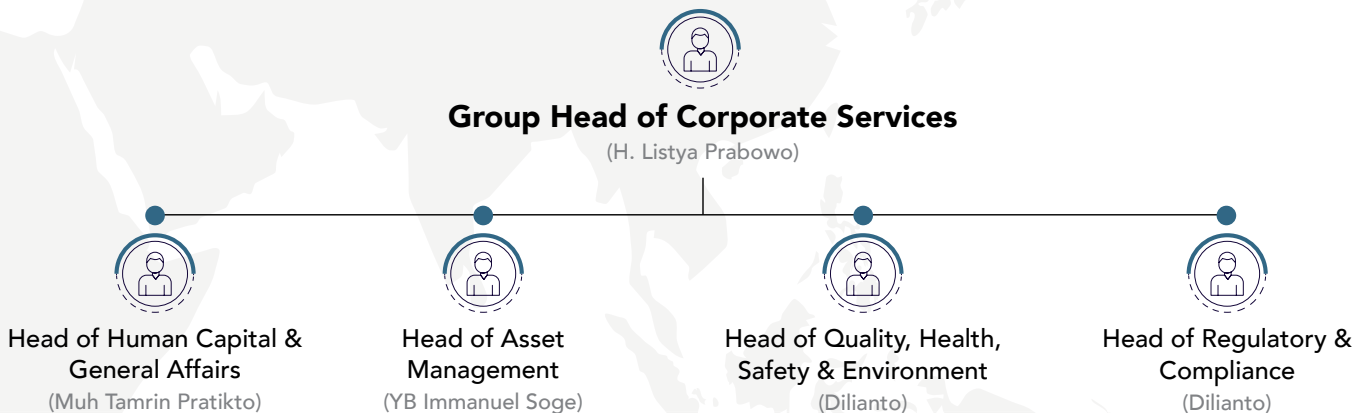 Group Head of Corporate Services
(H. Listya Prabowo)
Head of Human Capital &
General Affairs
(Muh Tamrin Pratikto)
Head of Asset
Management
(YB Immanuel Soge)
Head of Quality, Health,
Safety & Environment
(Dilianto)
Head of Regulatory &
Compliance
(Dilianto)